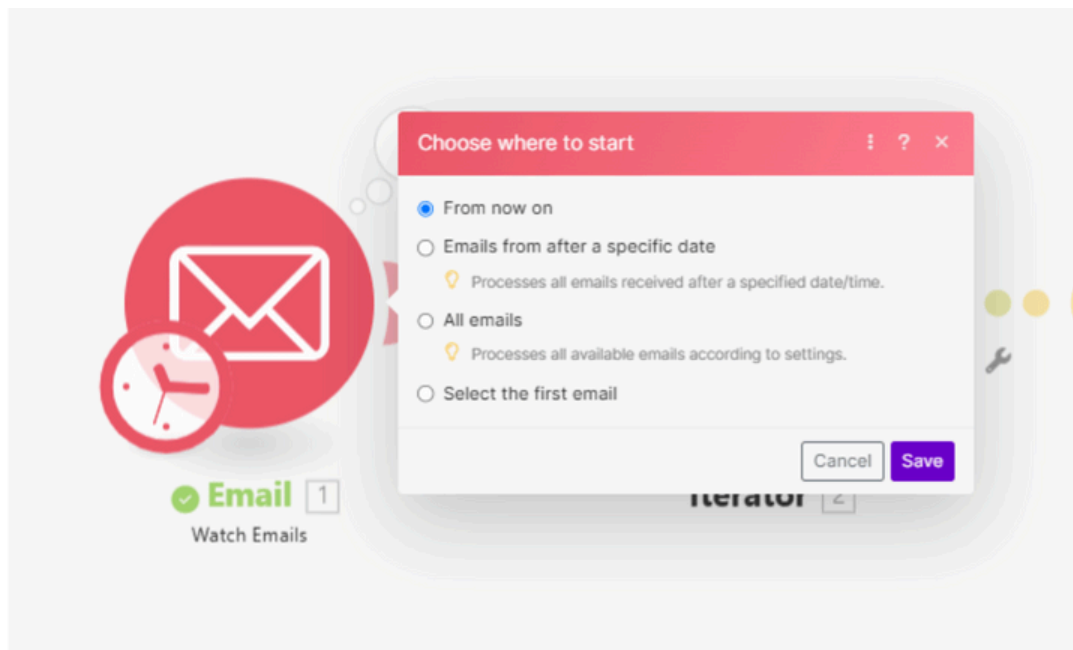 Choose where to start
?
From now on
Emails from after a specific date
Processes all emails received after a specified date/time.
All emails
Processes all available emails according to settings.
Select the first email
Cancel Save
Email 1
Iterator 2
Watch Emails